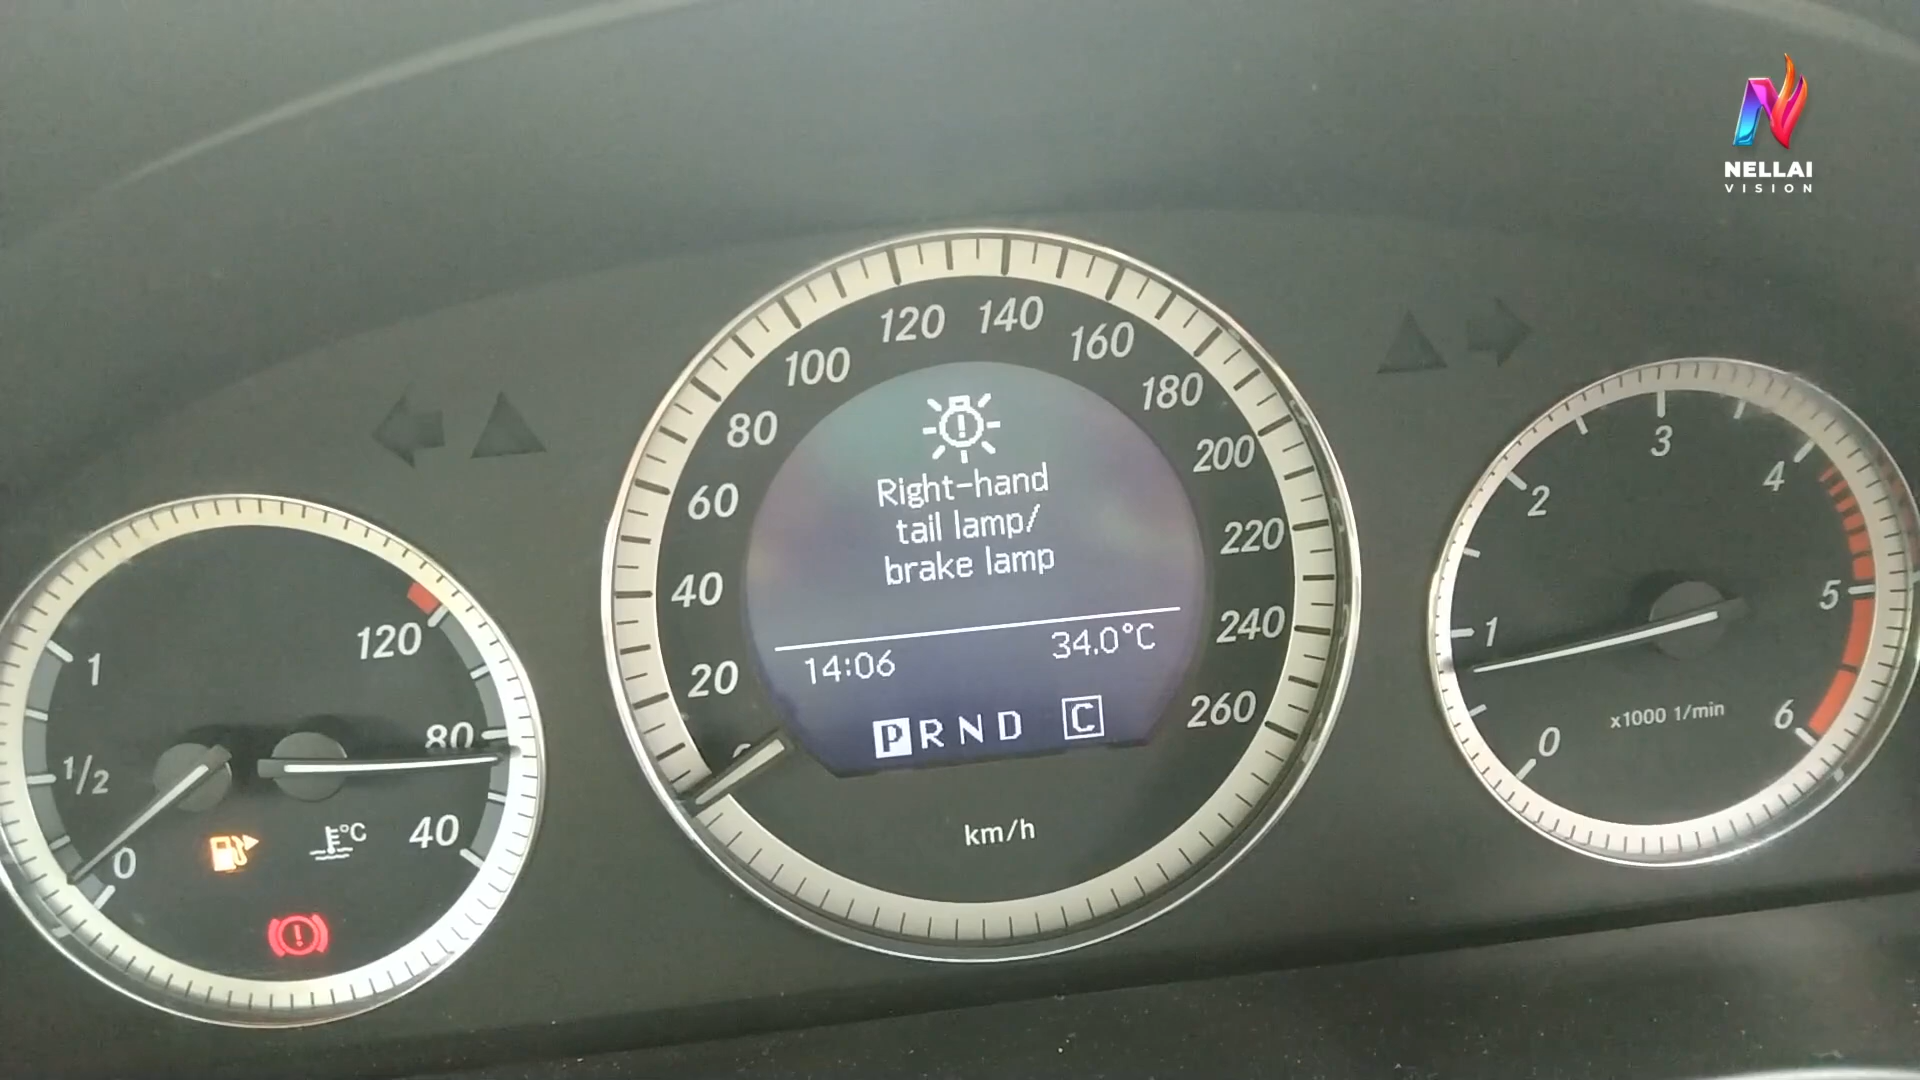 NELLAI
VISION
Right-hand
tail lamp/
brake lamp
14:06
34.0°C
P R N D C
20
40
60
80
100
120
140
160
180
200
220
240
260
km/h
1
1/2
0
120
80
40
°C
0
1
2
3
4
5
6
x1000 1/min